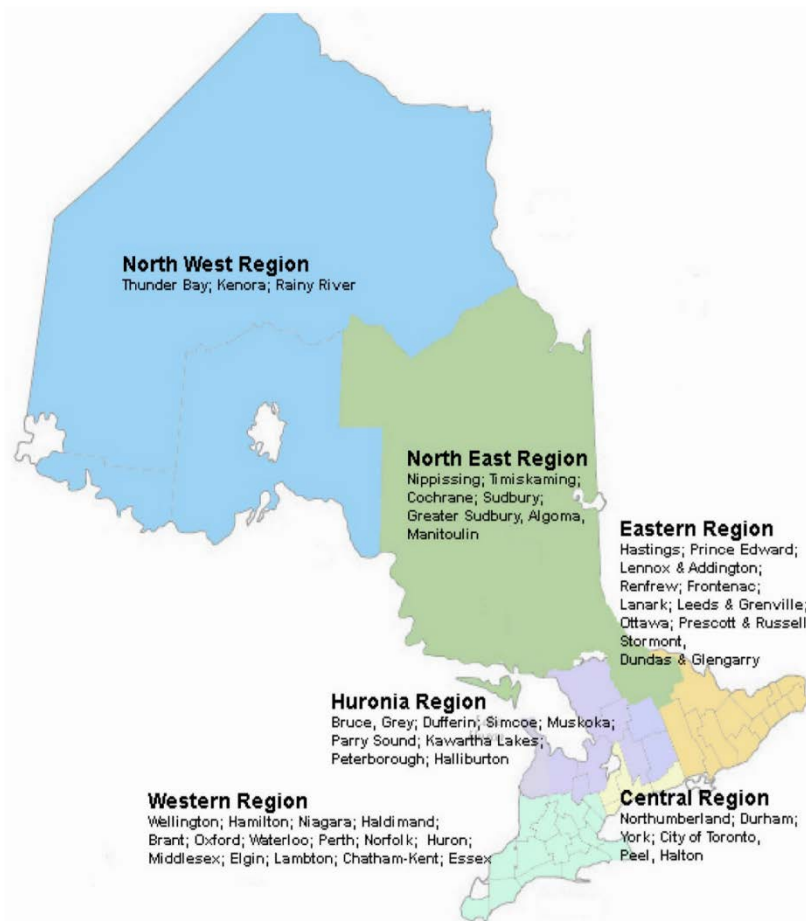 North West Region
Thunder Bay; Kenora; Rainy River
North East Region
Nippissing; Timiskaming;
Cochrane; Sudbury;
Greater Sudbury, Algoma,
Manitoulin
Eastern Region
Hastings; Prince Edward;
Lennox & Addington;
Renfrew; Frontenac;
Lanark; Leeds & Grenville;
Ottawa; Prescott & Russell
Stormont,
Dundas & Glengarry
Huronia Region
Bruce, Grey; Dufferin; Simcoe; Muskoka;
Parry Sound; Kawartha Lakes;
Peterborough; Halliburton
Western Region
Wellington; Hamilton; Niagara; Haldimand;
Brant; Oxford; Waterloo; Perth; Norfolk; Huron;
Middlesex; Elgin; Lambton; Chatham-Kent; Essex
Central Region
Northumberland; Durham;
York; City of Toronto,
Peel, Halton